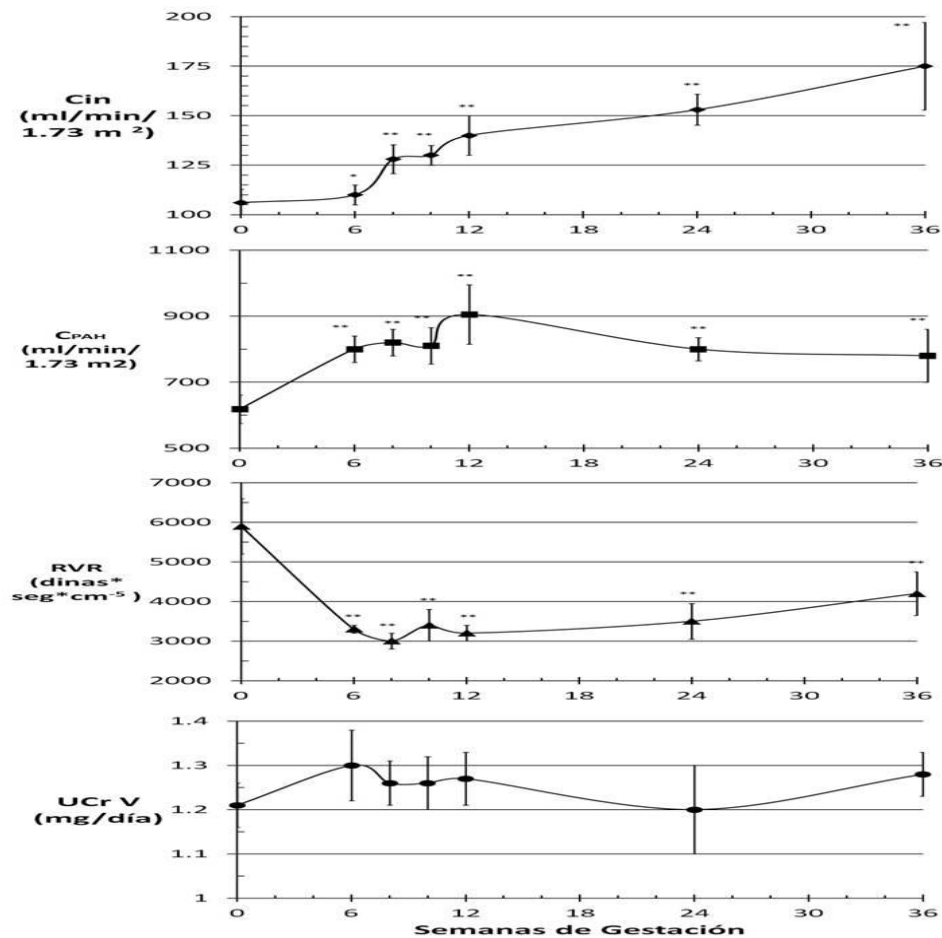 200
175
150
125
100
Cin
(ml/min/
1.73 m ²)
*
**
**
**
**
**
0 6 12 18 24 30 36
1100
900
700
500
CPAH
(ml/min/
1.73 m2)
**
**
**
**
**
**
0 6 12 18 24 30 36
7000
6000
5000
4000
3000
2000
RVR
(dinas*
seg*cm⁻⁵ )
**
**
**
**
**
**
0 6 12 18 24 30 36
1.4
1.3
1.2
1.1
1
UCr V
(mg/día)
0 6 12 18 24 30 36
Semanas de Gestación